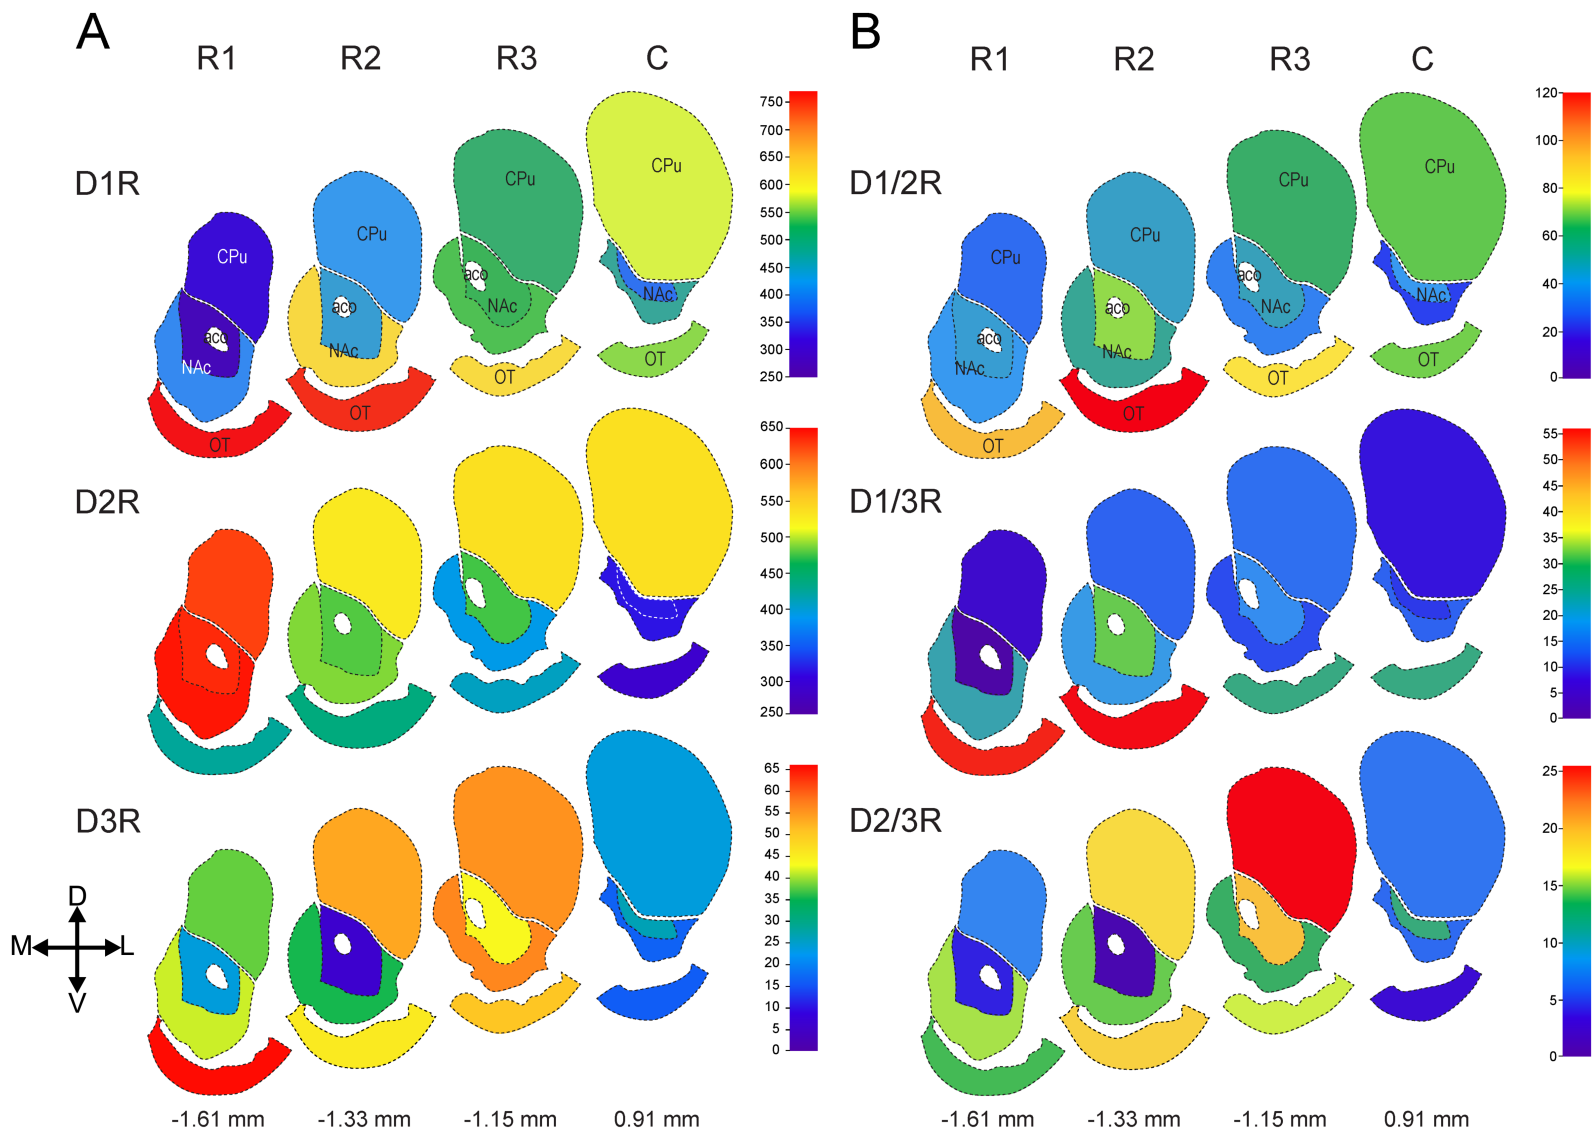 A
B
R1 R2 R3 C
R1 R2 R3 C
D1R
CPu
aco
NAc
OT
CPu
aco
NAc
OT
CPu
aco
NAc
OT
CPu
NAc
OT
750
700
650
600
550
500
450
400
350
300
250
D1/2R
CPu
aco
NAc
OT
CPu
aco
NAc
OT
CPu
aco
NAc
OT
CPu
NAc
OT
120
100
80
60
40
20
0
D2R
650
600
550
500
450
400
350
300
250
D1/3R
55
50
45
40
35
30
25
20
15
10
5
0
D3R
65
60
55
50
45
40
35
30
25
20
15
10
5
0
D2/3R
25
20
15
10
5
0
D
M L
V
-1.61 mm -1.33 mm -1.15 mm 0.91 mm
-1.61 mm -1.33 mm -1.15 mm 0.91 mm